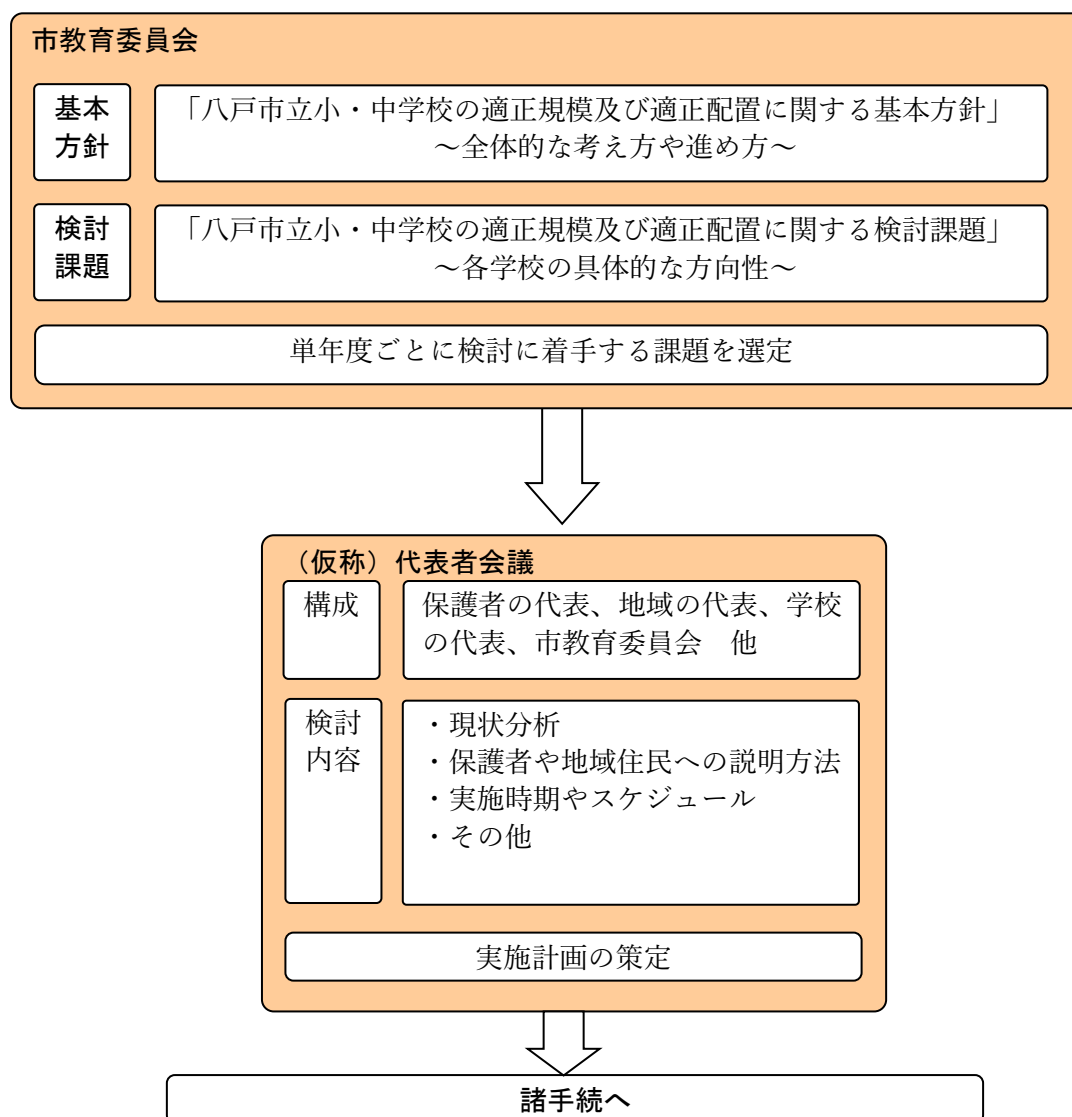 市教育委員会
基本
方針
「八戸市立小・中学校の適正規模及び適正配置に関する基本方針」
～全体的な考え方や進め方～
検討
課題
「八戸市立小・中学校の適正規模及び適正配置に関する検討課題」
～各学校の具体的な方向性～
単年度ごとに検討に着手する課題を選定
（仮称）代表者会議
構成
保護者の代表、地域の代表、学校
の代表、市教育委員会　他
検討
内容
・現状分析
・保護者や地域住民への説明方法
・実施時期やスケジュール
・その他
実施計画の策定
諸手続へ